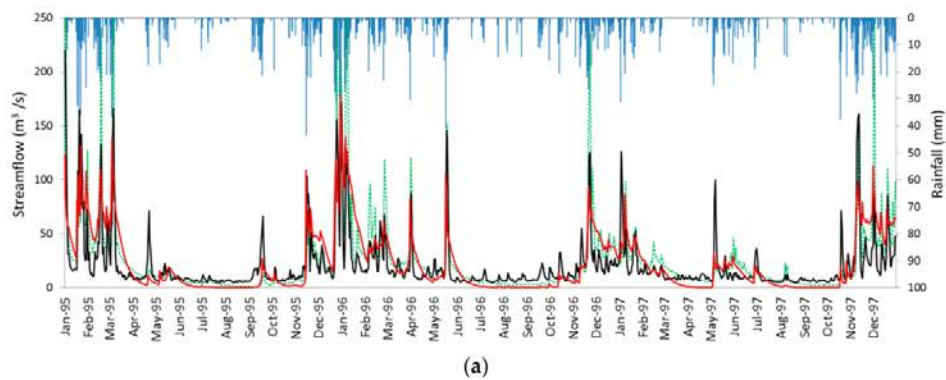 250
200
150
100
50
0
Streamflow (m³ /s)
0
10
20
30
40
50
60
70
80
90
100
Rainfall (mm)
Jan-95
Feb-95
Mar-95
Apr-95
May-95
Jun-95
Jul-95
Aug-95
Sep-95
Oct-95
Nov-95
Dec-95
Jan-96
Feb-96
Mar-96
Apr-96
May-96
Jun-96
Jul-96
Aug-96
Sep-96
Oct-96
Nov-96
Dec-96
Jan-97
Feb-97
Mar-97
Apr-97
May-97
Jun-97
Jul-97
Aug-97
Sep-97
Oct-97
Nov-97
Dec-97
(a)